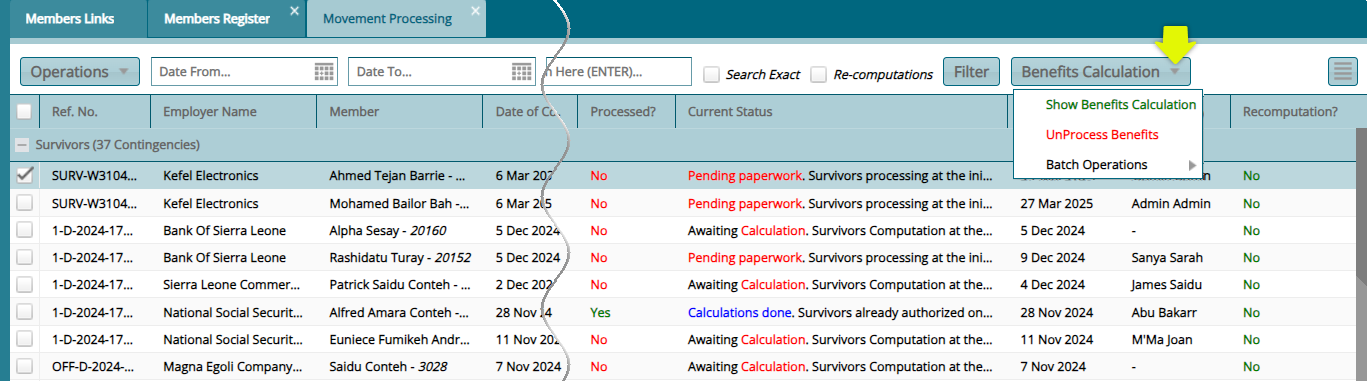 Members Links Members Register × Movement Processing ×
Operations Date From... Date To... Here (ENTER)... Search Exact Re-computations Filter Benefits Calculation
Show Benefits Calculation
UnProcess Benefits
Batch Operations
Ref. No. Employer Name Member Date of Processed? Current Status Recomputation?
Survivors (37 Contingencies)
SURV-W3104... Kefel Electronics Ahmed Tejan Barrie - ... 6 Mar No Pending paperwork. Survivors processing at the ini... No
SURV-W3104... Kefel Electronics Mohamed Bailor Bah -... 6 Mar No Pending paperwork. Survivors processing at the ini... 27 Mar 2025 Admin Admin No
1-D-2024-17... Bank Of Sierra Leone Alpha Sesay - 20160 5 Dec 2024 No Awaiting Calculation. Survivors Computation at the... 5 Dec 2024 - No
1-D-2024-17... Bank Of Sierra Leone Rashidatu Turay - 20152 5 Dec 2024 No Pending paperwork. Survivors processing at the ini... 9 Dec 2024 Sanya Sarah No
1-D-2024-17... Sierra Leone Commer... Patrick Saidu Conteh - ... 2 Dec No Awaiting Calculation. Survivors Computation at the... 4 Dec 2024 James Saidu No
1-D-2024-17... National Social Securit... Alfred Amara Conteh -... 28 Nov Yes Calculations done. Survivors already authorized on... 28 Nov 2024 Abu Bakarr No
1-D-2024-17... National Social Securit... Euniece Fumikeh Andr... 11 Nov No Awaiting Calculation. Survivors Computation at the... 11 Nov 2024 M'Ma Joan No
OFF-D-2024-... Magna Egoli Company... Saidu Conteh - 3028 7 Nov 2024 No Awaiting Calculation. Survivors Computation at the... 7 Nov 2024 - No